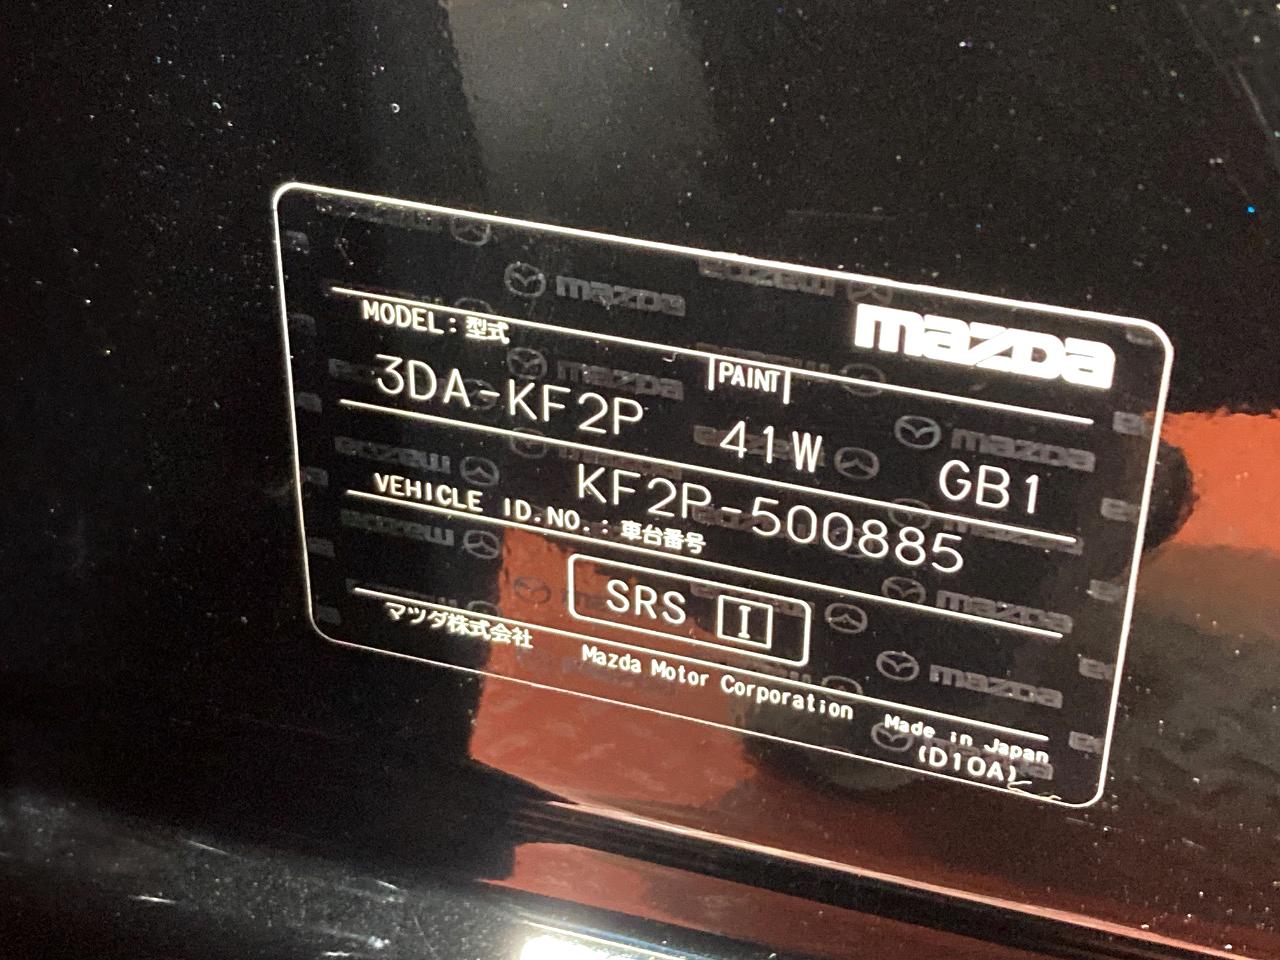 mazda
MODEL:型式
PAINT
3DA-KF2P 41W GB1
KF2P-500885
VEHICLE ID.NO.:車台番号
SRS I
マツダ株式会社 Mazda Motor Corporation Made in Japan
(D10A)